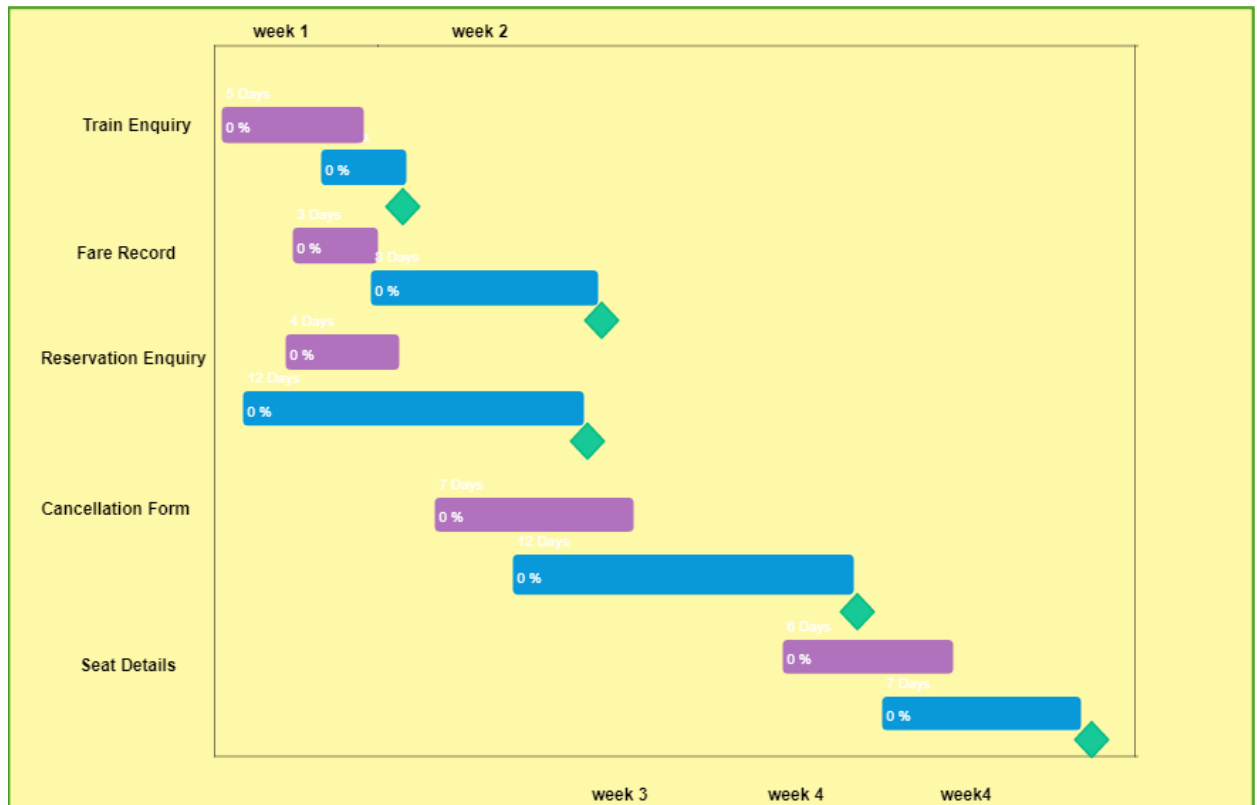 week 1 week 2
5 Days
Train Enquiry 0 %
0 %
3 Days
Fare Record 0 %
8 Days
0 %
4 Days
Reservation Enquiry 0 %
12 Days
0 %
7 Days
Cancellation Form 0 %
12 Days
0 %
6 Days
Seat Details 0 %
7 Days
0 %
week 3 week 4 week4